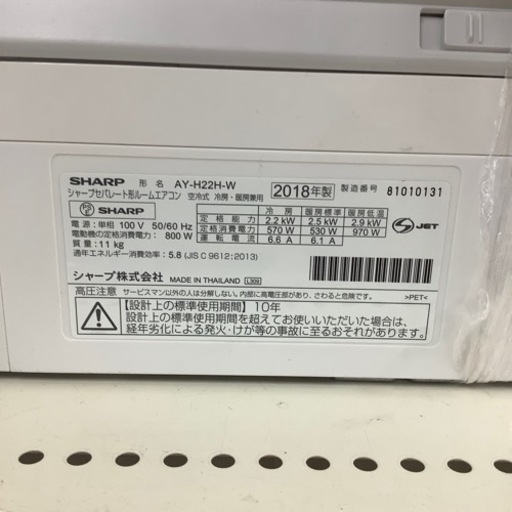 SHARP 形名 AY-H22H-W 2018年製 製造番号 81010131
シャープセパレート形ルームエアコン 空冷式 冷房・暖房兼用
PS E SHARP
電源:単相 100 V 50/60 Hz
電動機の定格消費電力: 800 W
質量:11 kg
冷房 暖房標準 暖房低温
定格能力 2.2 kW 2.5 kW 2.9 kW
定格消費電力 570 W 530 W 970 W
運転電流 6.6 A 6.1 A
S JET
通年エネルギー消費効率: 5.8 (JIS C 9612:2013)
シャープ株式会社 MADE IN THAILAND L309
高圧注意 サービスマン以外の人は分解しない。内部に高電圧部があり、さわると危険です。
>PET<
【設計上の標準使用期間】10年
設計上の標準使用期間を超えてお使いいただいた場合は、
経年劣化による発火・けが等の事故に至るおそれがあります。